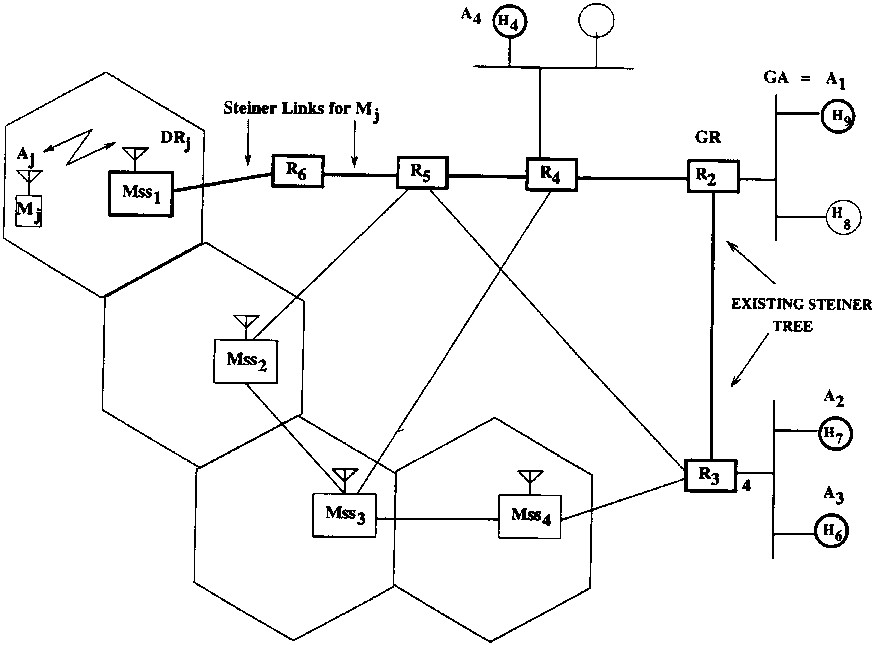 A4 H4
GA = A1
H9
Steiner Links for Mj
DRj
Aj
GR
R6
R5
R4
R2
Mss1
Mj
H8
EXISTING STEINER
TREE
Mss2
A2
H7
R3 4
A3
Mss3
Mss4
H6